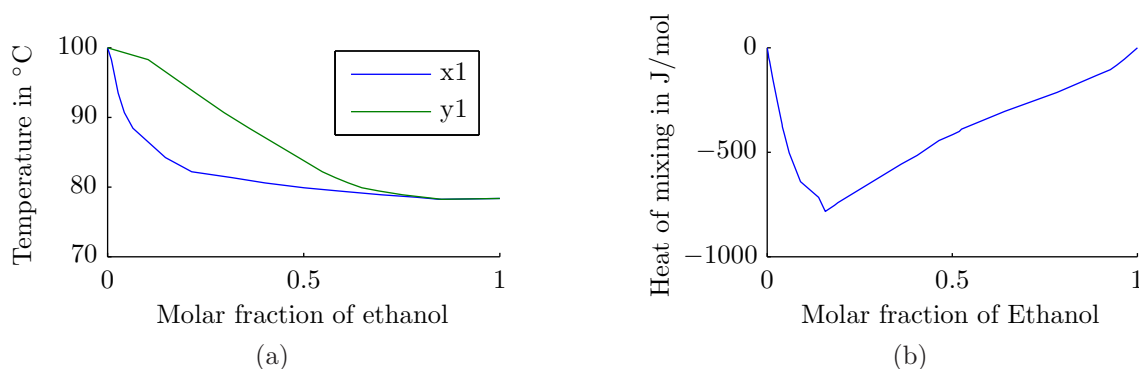 Temperature in °C
100
90
80
70
0
0.5
1
x1
y1
Molar fraction of ethanol
(a)
Heat of mixing in J/mol
0
−500
−1000
0
0.5
1
Molar fraction of Ethanol
(b)